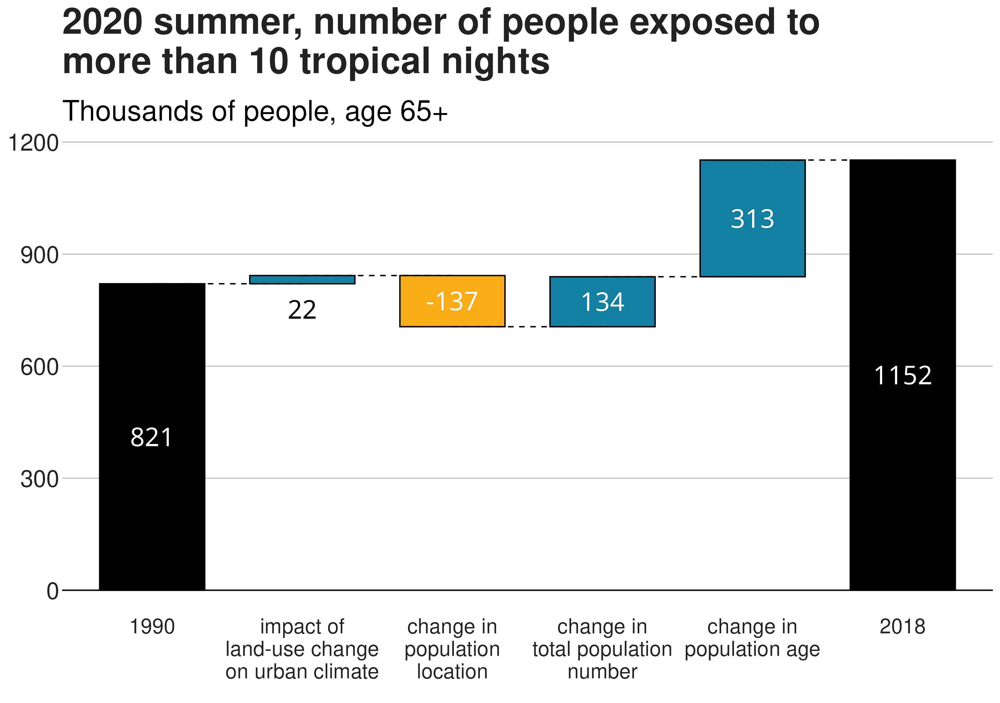 2020 summer, number of people exposed to
more than 10 tropical nights
Thousands of people, age 65+
1200
900
600
300
0
821
22
-137
134
313
1152
1990
impact of
land-use change
on urban climate
change in
population
location
change in
total population
number
change in
population age
2018